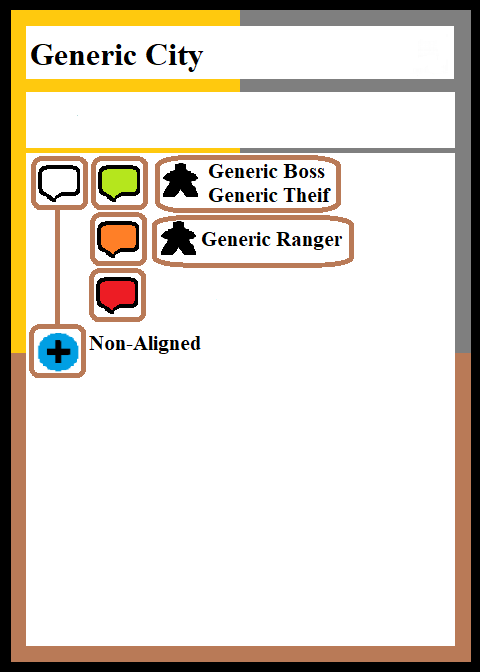 Generic City
Generic Boss
Generic Theif
Generic Ranger
Non-Aligned